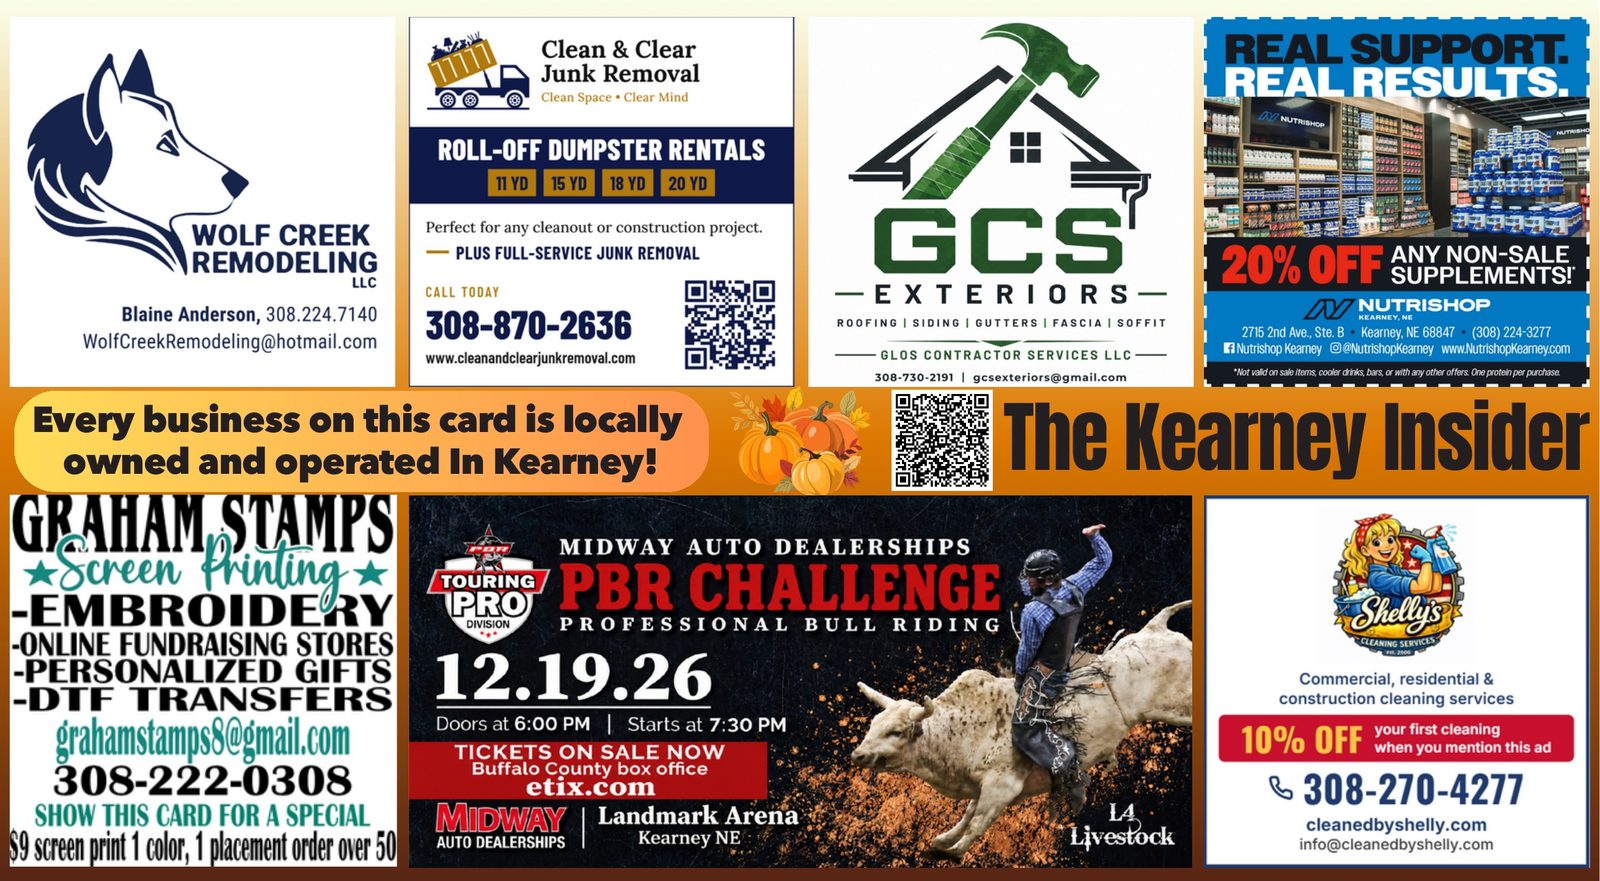 WOLF CREEK
REMODELING
LLC
Blaine Anderson, 308.224.7140
WolfCreekRemodeling@hotmail.com
Clean & Clear
Junk Removal
Clean Space • Clear Mind
ROLL-OFF DUMPSTER RENTALS
11 YD 15 YD 18 YD 20 YD
Perfect for any cleanout or construction project.
PLUS FULL-SERVICE JUNK REMOVAL
CALL TODAY
308-870-2636
www.cleanandclearjunkremoval.com
GCS
EXTERIORS
ROOFING | SIDING | GUTTERS | FASCIA | SOFFIT
GLOS CONTRACTOR SERVICES LLC
308-730-2191 | gcsexteriors@gmail.com
REAL SUPPORT.
REAL RESULTS.
NUTRISHOP
NUTRISHO
20% OFF ANY NON-SALE
SUPPLEMENTS!*
NUTRISHOP
KEARNEY, NE
2715 2nd Ave., Ste. B • Kearney, NE 68847 • (308) 224-3277
Nutrishop Kearney @NutrishopKearney www.NutrishopKearney.com
*Not valid on sale items, cooler drinks, bars, or with any other offers. One protein per purchase.
Every business on this card is locally
owned and operated In Kearney!
The Kearney Insider
GRAHAM STAMPS
Screen Printing
-EMBROIDERY
-ONLINE FUNDRAISING STORES
-PERSONALIZED GIFTS
-DTF TRANSFERS
grahamstamps8@gmail.com
308-222-0308
SHOW THIS CARD FOR A SPECIAL
$9 screen print 1 color, 1 placement order over 50
PBR
TOURING
PRO
DIVISION
MIDWAY AUTO DEALERSHIPS
PBR CHALLENGE
PROFESSIONAL BULL RIDING
12.19.26
Doors at 6:00 PM | Starts at 7:30 PM
TICKETS ON SALE NOW
Buffalo County box office
etix.com
MIDWAY
AUTO DEALERSHIPS
Landmark Arena
Kearney NE
L4
Livestock
Shelly's
CLEANING SERVICES
EST. 2006
Commercial, residential &
construction cleaning services
10% OFF your first cleaning
when you mention this ad
308-270-4277
cleanedbyshelly.com
info@cleanedbyshelly.com